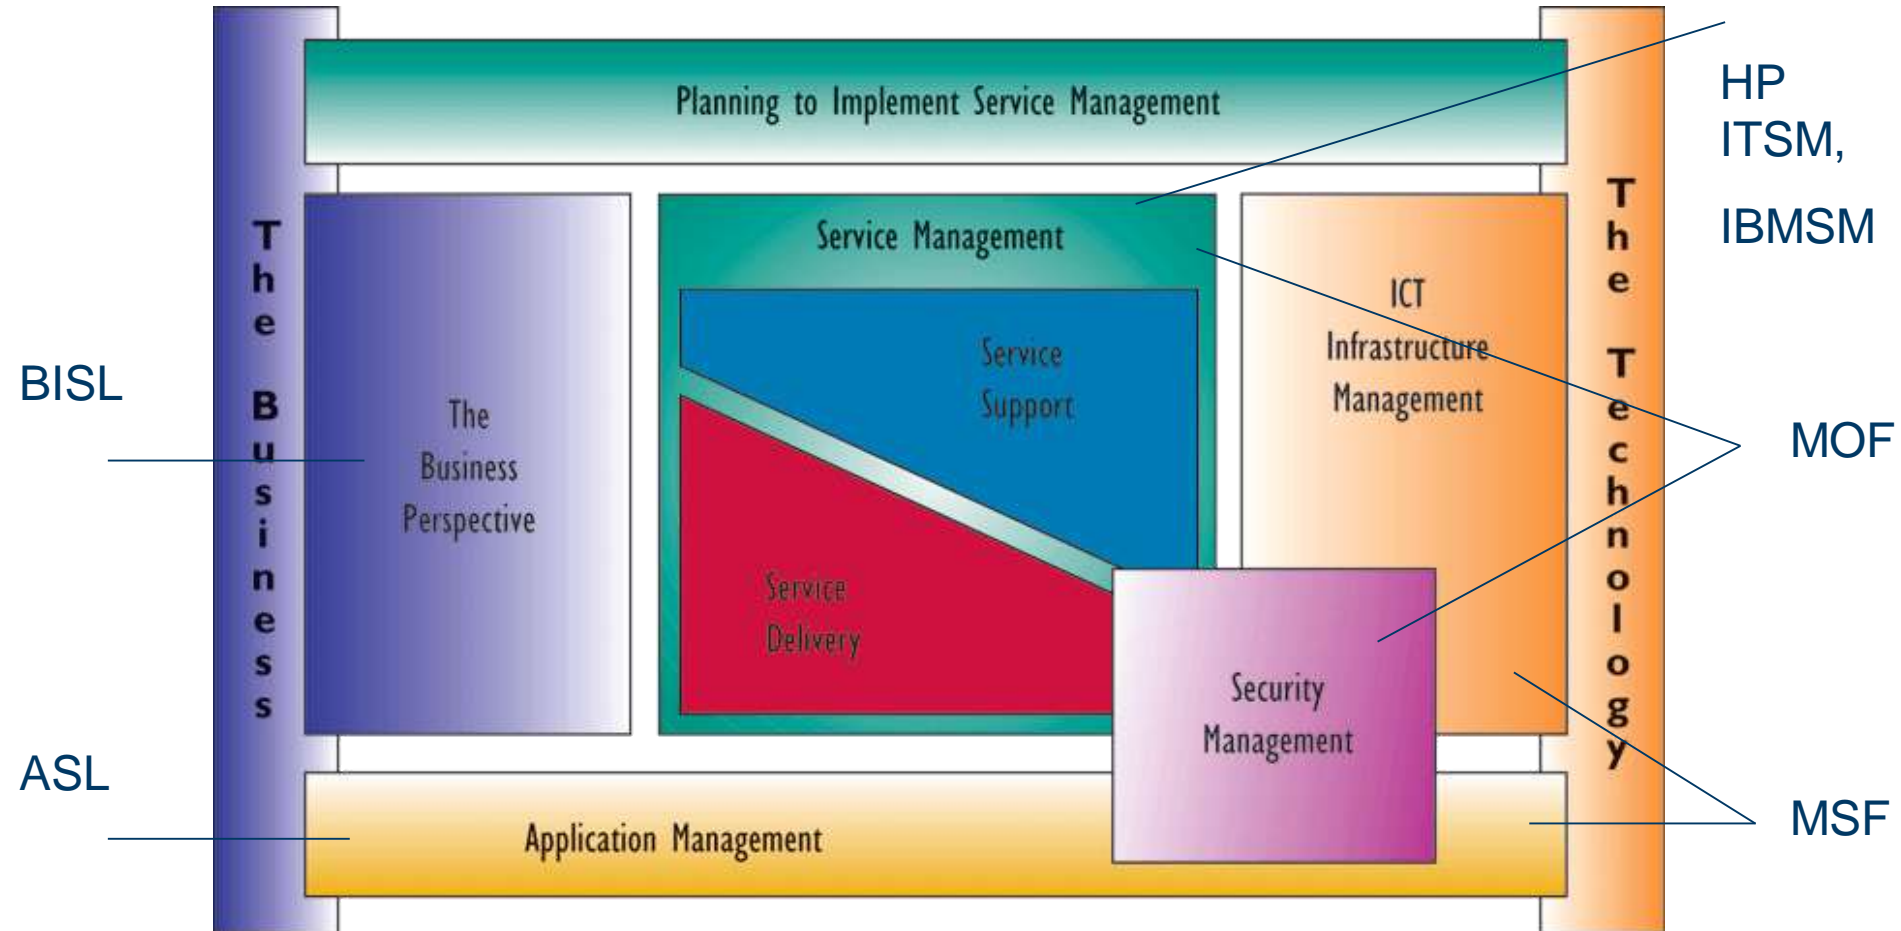 Planning to Implement Service Management
HP
ITSM,
IBMSM
The Business
The
Business
Perspective
Service Management
Service
Support
Service
Delivery
ICT
Infrastructure
Management
The Technology
BISL
MOF
Security
Management
ASL
Application Management
MSF